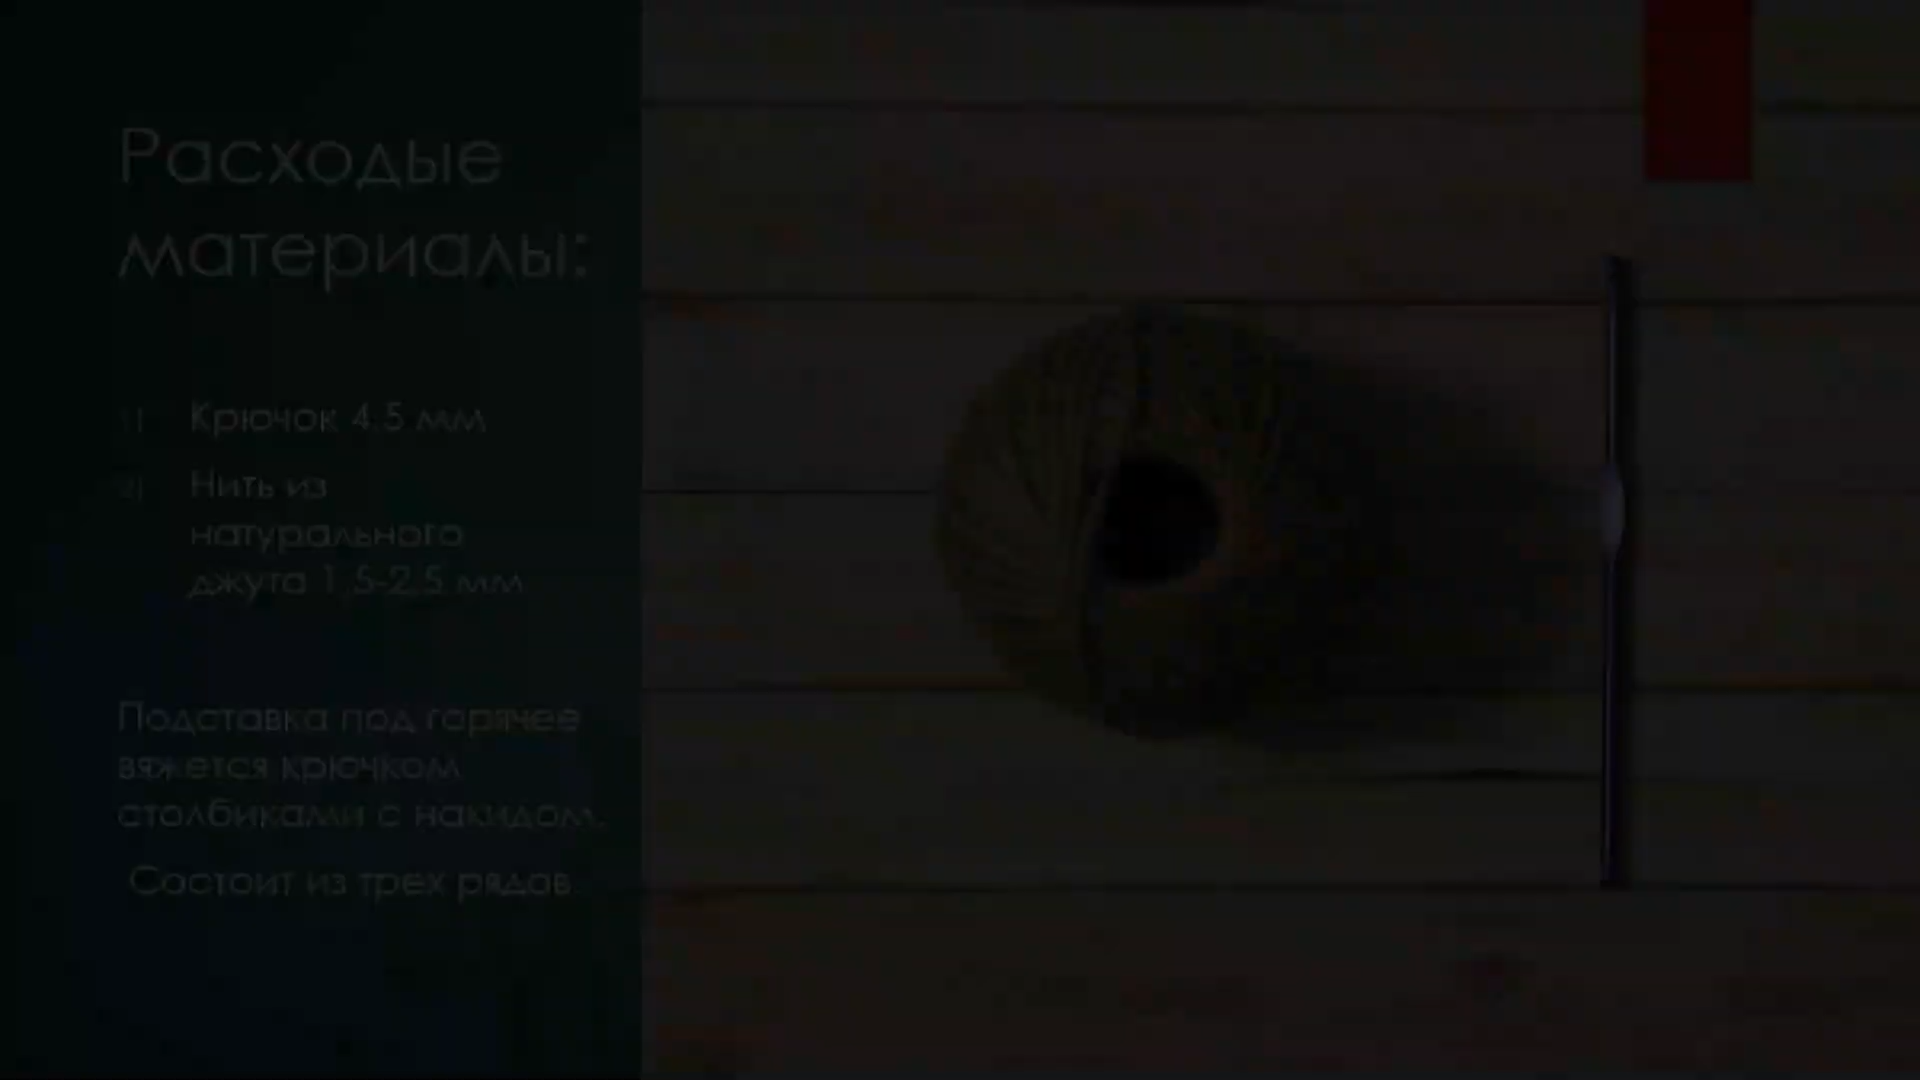 Расходые
материалы:
1) Крючок 4.5 мм
2) Нить из
натурального
джута 1,5-2,5 мм
Подставка под горячее
вяжется крючком
столбиками с накидом.
Состоит из трех рядов